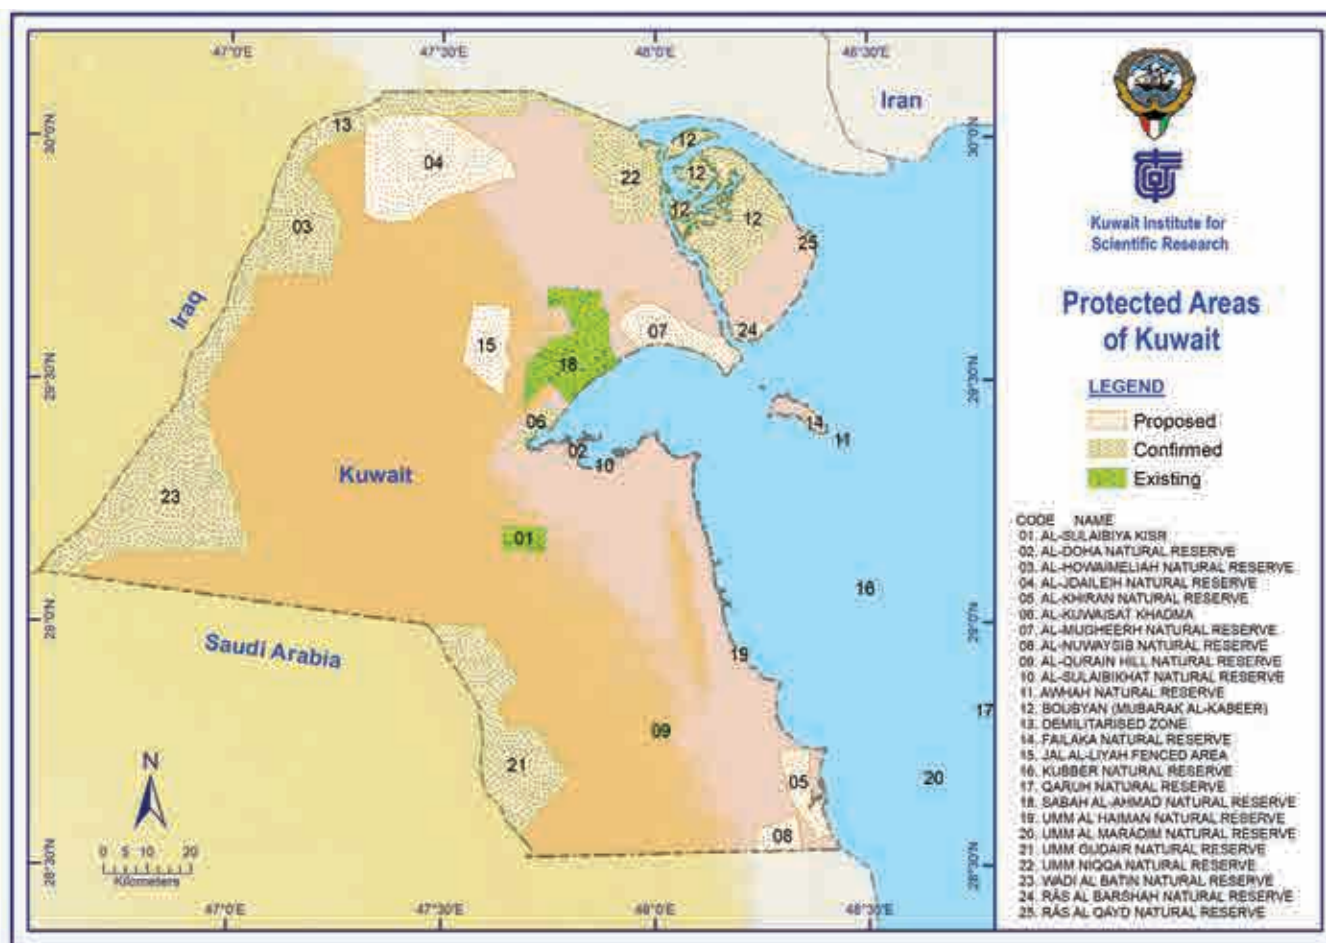 47°0'E 47°30'E 48°0'E 48°30'E
Iran
30°0'N
30°0'N
13
12
04
12
22
12
12
03
25
Iraq
07
24
15
18
29°30'N
29°30'N
06
14
11
02
10
Kuwait
23
01
16
29°0'N
29°0'N
Saudi Arabia
19
17
09
21
20
05
08
N
0 5 10 20
Kilometers
28°30'N
28°30'N
47°0'E 47°30'E 48°0'E 48°30'E
Kuwait Institute for
Scientific Research
Protected Areas
of Kuwait
LEGEND
Proposed
Confirmed
Existing
CODE NAME
01. AL-SULAIBIYA KISR
02. AL-DOHA NATURAL RESERVE
03. AL-HOWAIMELIAH NATURAL RESERVE
04. AL-JDAILEIH NATURAL RESERVE
05. AL-KHIRAN NATURAL RESERVE
06. AL-KUWAISAT KHADMA
07. AL-MUGHEERH NATURAL RESERVE
08. AL-NUWAYSIB NATURAL RESERVE
09. AL-QURAIN HILL NATURAL RESERVE
10. AL-SULAIBIKHAT NATURAL RESERVE
11. AWHAH NATURAL RESERVE
12. BOUBYAN (MUBARAK AL-KABEER)
13. DEMILITARISED ZONE
14. FAILAKA NATURAL RESERVE
15. JAL AL-LIYAH FENCED AREA
16. KUBBER NATURAL RESERVE
17. QARUH NATURAL RESERVE
18. SABAH AL-AHMAD NATURAL RESERVE
19. UMM AL HAIMAN NATURAL RESERVE
20. UMM AL MARADIM NATURAL RESERVE
21. UMM GUDAIR NATURAL RESERVE
22. UMM NIQQA NATURAL RESERVE
23. WADI AL BATIN NATURAL RESERVE
24. RÂS AL BARSHAH NATURAL RESERVE
25. RÂS AL QAYD NATURAL RESERVE